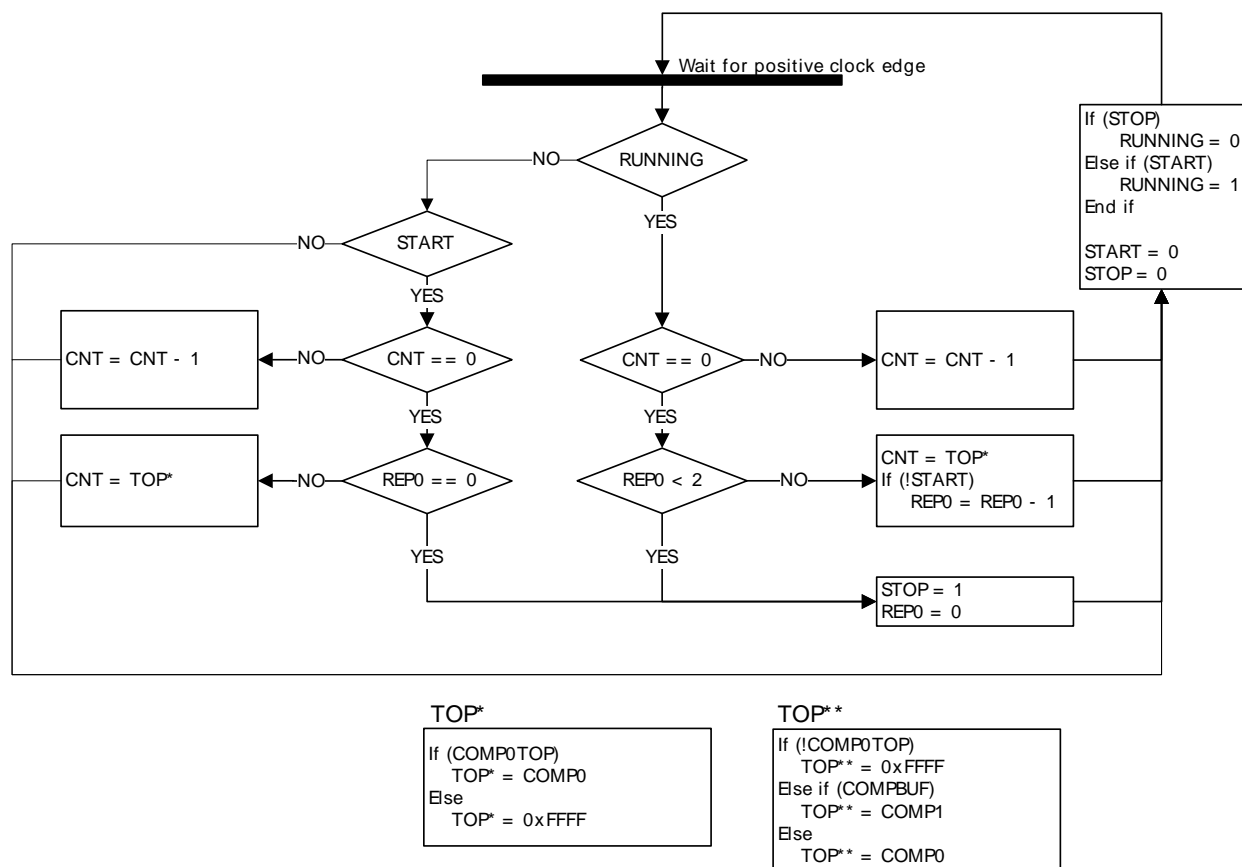 Wait for positive clock edge
If (STOP)
RUNNING = 0
Else if (START)
RUNNING = 1
End if
START = 0
STOP = 0
NO
RUNNING
YES
NO
START
YES
CNT = CNT - 1
NO
CNT == 0
CNT == 0
NO
CNT = CNT - 1
YES
YES
CNT = TOP*
NO
REP0 == 0
REP0 < 2
NO
CNT = TOP*
If (!START)
REP0 = REP0 - 1
YES
YES
STOP = 1
REP0 = 0
TOP*
If (COMP0TOP)
TOP* = COMP0
Else
TOP* = 0xFFFF
TOP**
If (!COMP0TOP)
TOP** = 0xFFFF
Else if (COMPBUF)
TOP** = COMP1
Else
TOP** = COMP0